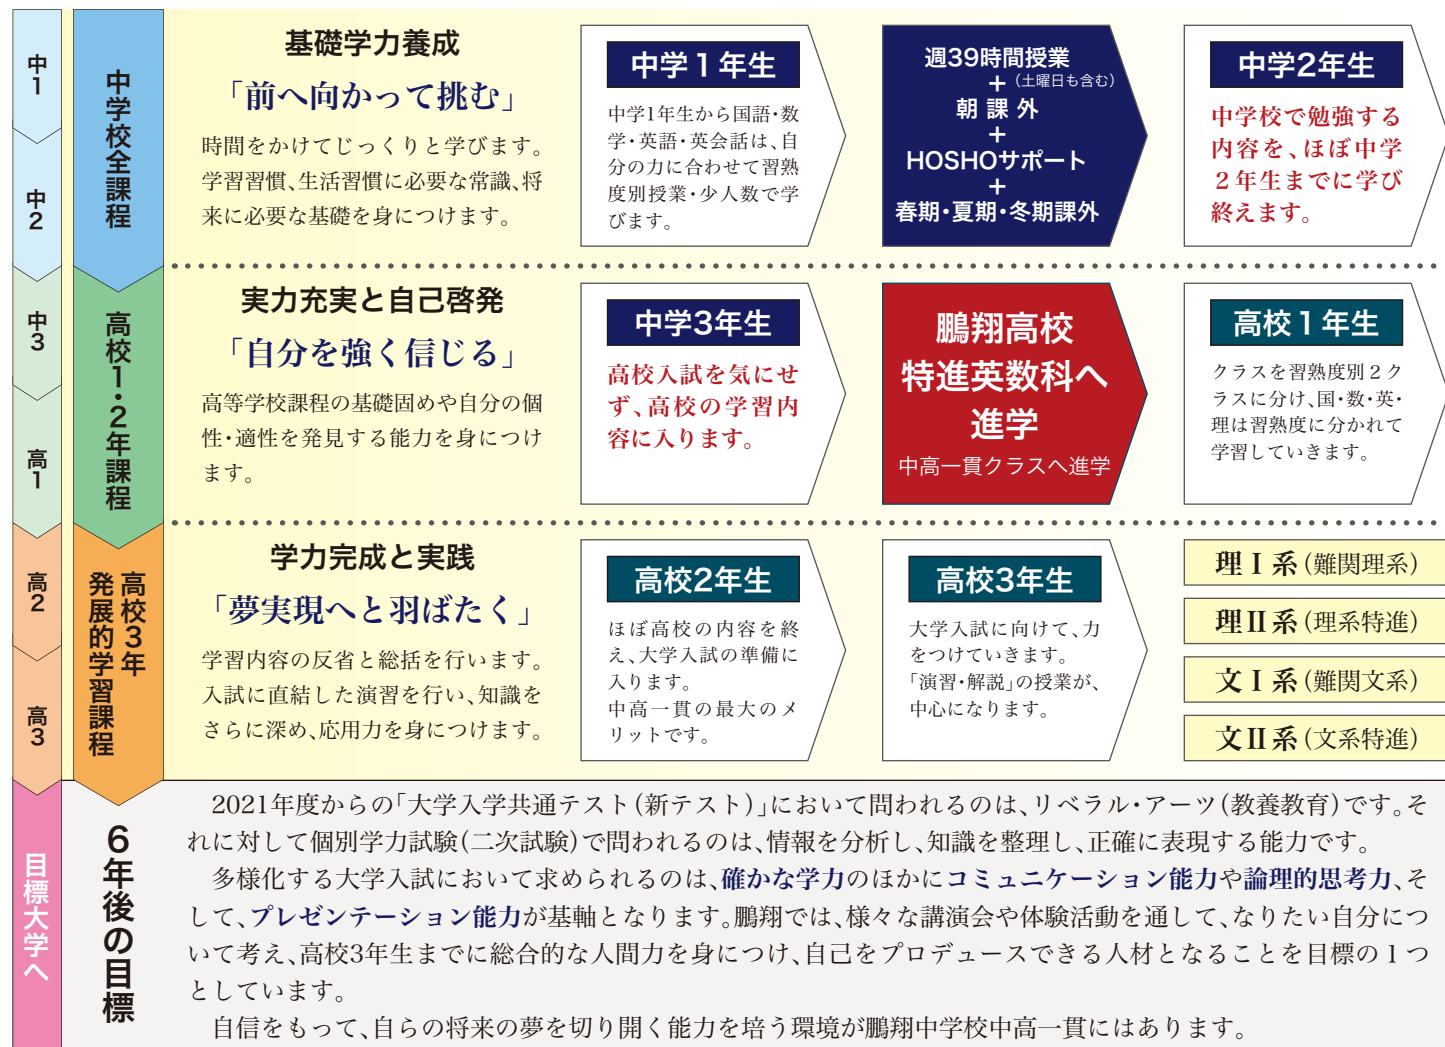 中1
中2
中3
高1
高2
高3
目標大学へ
中学校全課程
高校1・2年課程
高校3年
発展的学習課程
6年後の目標
基礎学力養成
「前へ向かって挑む」
時間をかけてじっくりと学びます。
学習習慣、生活習慣に必要な常識、将
来に必要な基礎を身につけます。
中学1年生
中学1年生から国語・数
学・英語・英会話は、自
分の力に合わせて習熟
度別授業・少人数で学
びます。
週39時間授業
+(土曜日も含む)
朝課外
+
HOSHOサポート
+
春期・夏期・冬期課外
中学2年生
中学校で勉強する
内容を、ほぼ中学
2年生までに学び
終えます。
実力充実と自己啓発
「自分を強く信じる」
高等学校課程の基礎固めや自分の個
性・適性を発見する能力を身につけ
ます。
中学3年生
高校入試を気にせ
ず、高校の学習内
容に入ります。
鵬翔高校
特進英数科へ
進学
中高一貫クラスへ進学
高校1年生
クラスを習熟度別2ク
ラスに分け、国・数・英・
理は習熟度に分かれて
学習していきます。
学力完成と実践
「夢実現へと羽ばたく」
学習内容の反省と総括を行います。
入試に直結した演習を行い、知識を
さらに深め、応用力を身につけます。
高校2年生
ほぼ高校の内容を終
え、大学入試の準備に
入ります。
中高一貫の最大のメ
リットです。
高校3年生
大学入試に向けて、力
をつけていきます。
「演習・解説」の授業が、
中心になります。
理Ⅰ系(難関理系)
理Ⅱ系(理系特進)
文Ⅰ系(難関文系)
文Ⅱ系(文系特進)
2021年度からの「大学入学共通テスト(新テスト)」において問われるのは、リベラル・アーツ(教養教育)です。そ
れに対して個別学力試験(二次試験)で問われるのは、情報を分析し、知識を整理し、正確に表現する能力です。
多様化する大学入試において求められるのは、確かな学力のほかにコミュニケーション能力や論理的思考力、そ
して、プレゼンテーション能力が基軸となります。鵬翔では、様々な講演会や体験活動を通して、なりたい自分につ
いて考え、高校3年生までに総合的な人間力を身につけ、自己をプロデュースできる人材となることを目標の1つ
としています。
自信をもって、自らの将来の夢を切り開く能力を培う環境が鵬翔中学校中高一貫にはあります。